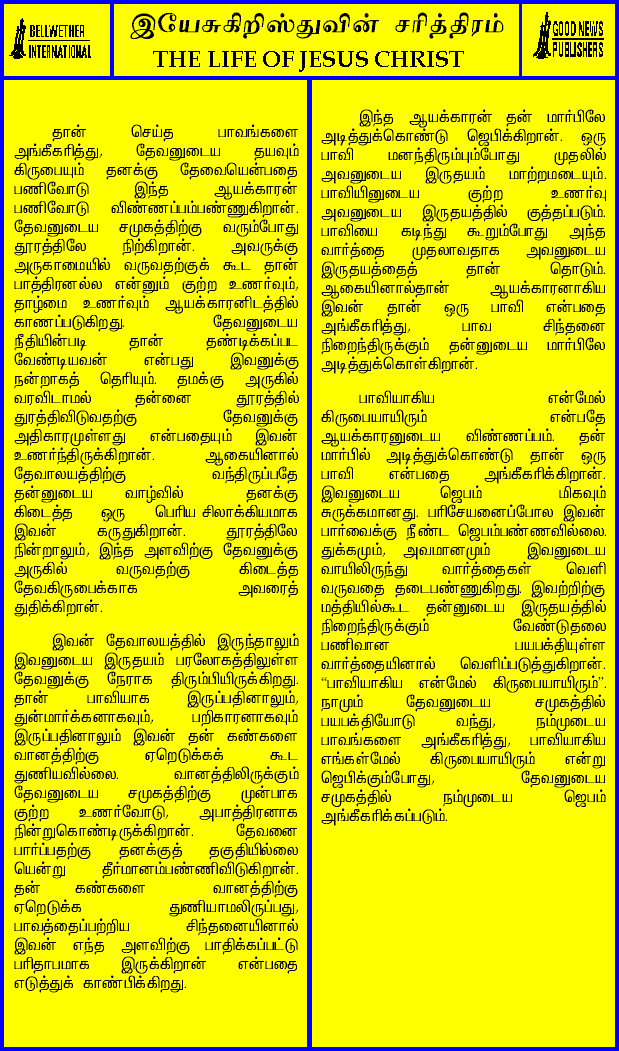 BELLWETHER
INTERNATIONAL
இயேசுகிறிஸ்துவின் சரித்திரம்
THE LIFE OF JESUS CHRIST
GOOD NEWS
PUBLISHERS
தான் செய்த பாவங்களை
அங்கீகரித்து, தேவனுடைய தயவும்
கிருபையும் தனக்கு தேவையென்பதை
பணிவோடு இந்த ஆயக்காரன்
பணிவோடு விண்ணப்பம்பண்ணுகிறான்.
தேவனுடைய சமுகத்திற்கு வரும்போது
தூரத்திலே நிற்கிறான். அவருக்கு
அருகாமையில் வருவதற்குக் கூட தான்
பாத்திரனல்ல என்னும் குற்ற உணர்வும்,
தாழ்மை உணர்வும் ஆயக்காரனிடத்தில்
காணப்படுகிறது. தேவனுடைய
நீதியின்படி தான் தண்டிக்கப்பட
வேண்டியவன் என்பது இவனுக்கு
நன்றாகத் தெரியும். தமக்கு அருகில்
வரவிடாமல் தன்னை தூரத்தில்
துரத்திவிடுவதற்கு தேவனுக்கு
அதிகாரமுள்ளது என்பதையும் இவன்
உணர்ந்திருக்கிறான். ஆகையினால்
தேவாலயத்திற்கு வந்திருப்பதே
தன்னுடைய வாழ்வில் தனக்கு
கிடைத்த ஒரு பெரிய சிலாக்கியமாக
இவன் கருதுகிறான். தூரத்திலே
நின்றாலும், இந்த அளவிற்கு தேவனுக்கு
அருகில் வருவதற்கு கிடைத்த
தேவகிருபைக்காக அவரைத்
துதிக்கிறான்.
இவன் தேவாலயத்தில் இருந்தாலும்
இவனுடைய இருதயம் பரலோகத்திலுள்ள
தேவனுக்கு நேராக திரும்பியிருக்கிறது.
தான் பாவியாக இருப்பதினாலும்,
துன்மார்க்கனாகவும், பறிகாரனாகவும்
இருப்பதினாலும் இவன் தன் கண்களை
வானத்திற்கு ஏறெடுக்கக் கூட
துணியவில்லை. வானத்திலிருக்கும்
தேவனுடைய சமுகத்திற்கு முன்பாக
குற்ற உணர்வோடு, அபாத்திரனாக
நின்றுகொண்டிருக்கிறான். தேவனை
பார்ப்பதற்கு தனக்குத் தகுதியில்லை
யென்று தீர்மானம்பண்ணிவிடுகிறான்.
தன் கண்களை வானத்திற்கு
ஏறெடுக்க துணியாமலிருப்பது,
பாவத்தைப்பற்றிய சிந்தனையினால்
இவன் எந்த அளவிற்கு பாதிக்கப்பட்டு
பரிதாபமாக இருக்கிறான் என்பதை
எடுத்துக் காண்பிக்கிறது.
இந்த ஆயக்காரன் தன் மார்பிலே
அடித்துக்கொண்டு ஜெபிக்கிறான். ஒரு
பாவி மனந்திரும்பும்போது முதலில்
அவனுடைய இருதயம் மாற்றமடையும்.
பாவியினுடைய குற்ற உணர்வு
அவனுடைய இருதயத்தில் குத்தப்படும்.
பாவியை கடிந்து கூறும்போது அந்த
வார்த்தை முதலாவதாக அவனுடைய
இருதயத்தைத் தான் தொடும்.
ஆகையினால்தான் ஆயக்காரனாகிய
இவன் தான் ஒரு பாவி என்பதை
அங்கீகரித்து, பாவ சிந்தனை
நிறைந்திருக்கும் தன்னுடைய மார்பிலே
அடித்துக்கொள்கிறான்.
பாவியாகிய என்மேல்
கிருபையாயிரும் என்பதே
ஆயக்காரனுடைய விண்ணப்பம். தன்
மார்பில் அடித்துக்கொண்டு தான் ஒரு
பாவி என்பதை அங்கீகரிக்கிறான்.
இவனுடைய ஜெபம் மிகவும்
சுருக்கமானது. பரிசேயனைப்போல இவன்
பார்வைக்கு நீண்ட ஜெபம்பண்ணவில்லை.
துக்கமும், அவமானமும் இவனுடைய
வாயிலிருந்து வார்த்தைகள் வெளி
வருவதை தடைபண்ணுகிறது. இவற்றிற்கு
மத்தியில்கூட தன்னுடைய இருதயத்தில்
நிறைந்திருக்கும் வேண்டுதலை
பணிவான பயபக்தியுள்ள
வார்த்தையினால் வெளிப்படுத்துகிறான்.
“பாவியாகிய என்மேல் கிருபையாயிரும்”.
நாமும் தேவனுடைய சமுகத்தில்
பயபக்தியோடு வந்து, நம்முடைய
பாவங்களை அங்கீகரித்து, பாவியாகிய
எங்கள்மேல் கிருபையாயிரும் என்று
ஜெபிக்கும்போது, தேவனுடைய
சமுகத்தில் நம்முடைய ஜெபம்
அங்கீகரிக்கப்படும்.